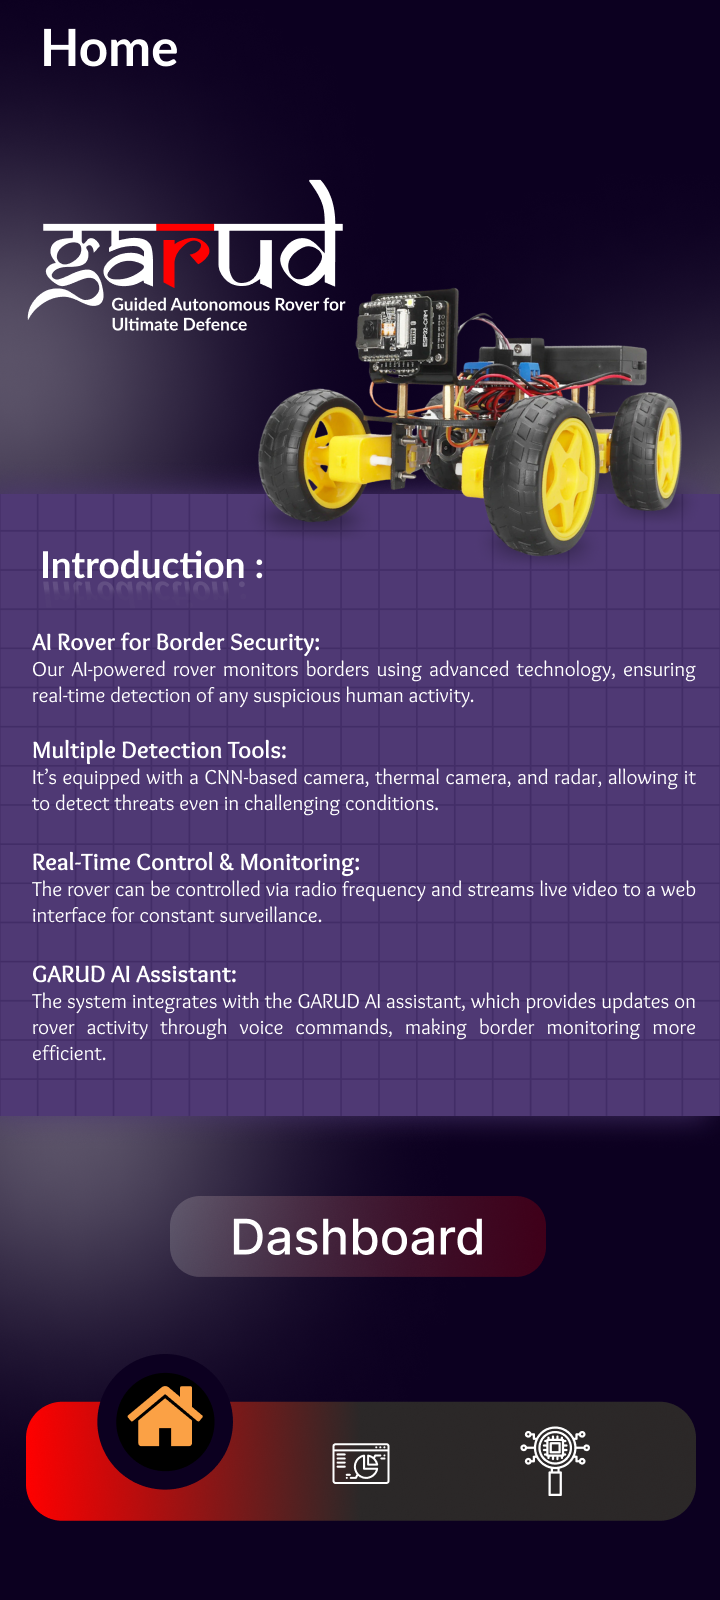 Home
garud
Guided Autonomous Rover for
Ultimate Defence
Introduction :
AI Rover for Border Security:
Our AI-powered rover monitors borders using advanced technology, ensuring
real-time detection of any suspicious human activity.
Multiple Detection Tools:
It’s equipped with a CNN-based camera, thermal camera, and radar, allowing it
to detect threats even in challenging conditions.
Real-Time Control & Monitoring:
The rover can be controlled via radio frequency and streams live video to a web
interface for constant surveillance.
GARUD AI Assistant:
The system integrates with the GARUD AI assistant, which provides updates on
rover activity through voice commands, making border monitoring more
efficient.
Dashboard